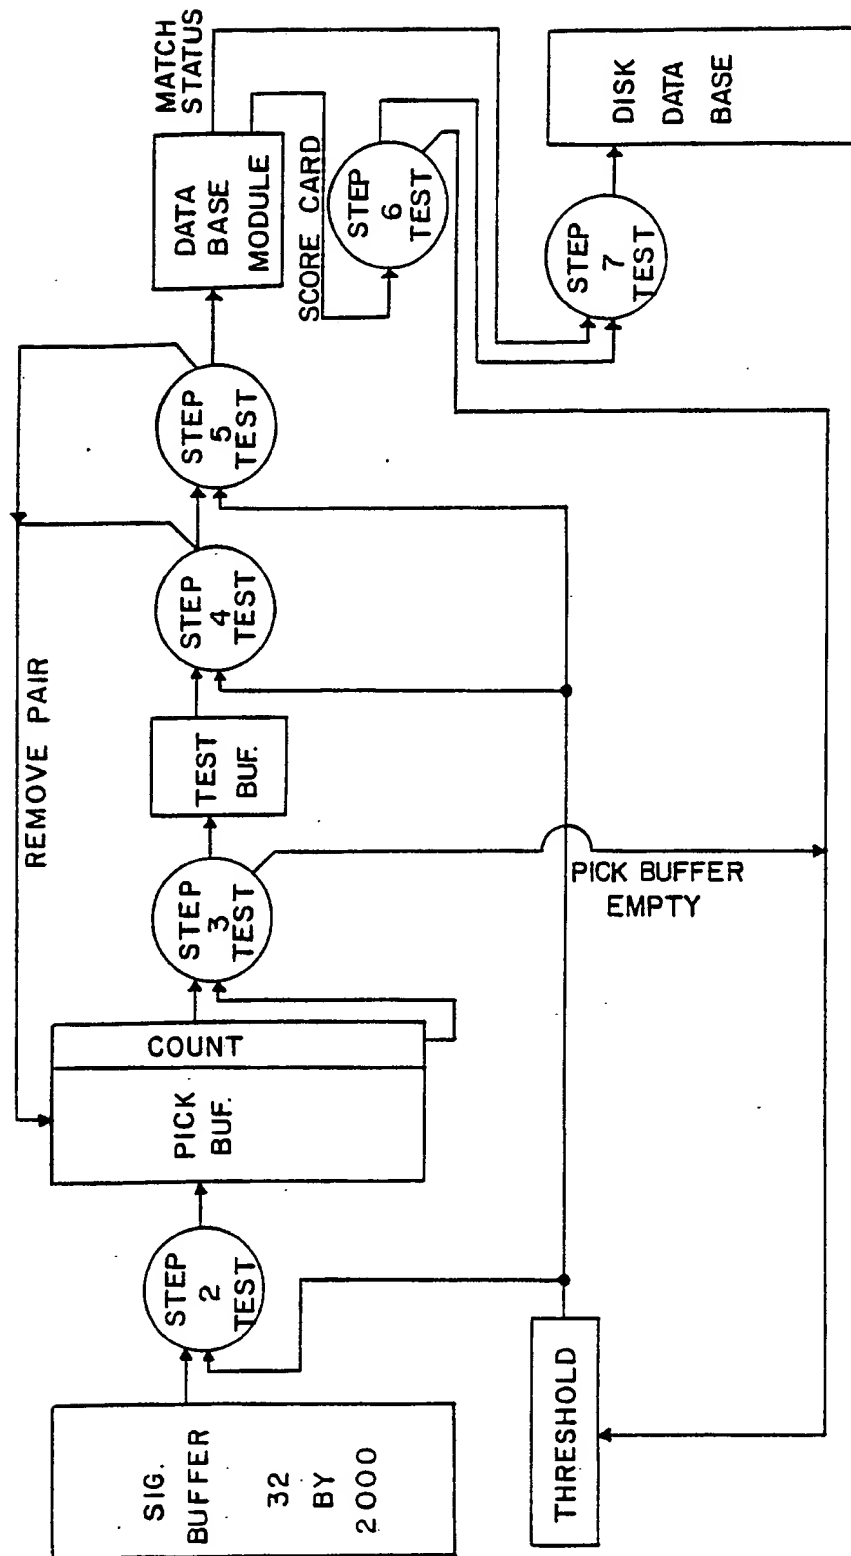 SIG.
BUFFER
32
BY
2000
STEP
2
TEST
PICK
BUF.
COUNT
STEP
3
TEST
TEST
BUF.
STEP
4
TEST
STEP
5
TEST
DATA
BASE
MODULE
MATCH
STATUS
REMOVE PAIR
SCORE CARD
STEP
6
TEST
STEP
7
TEST
DISK
DATA
BASE
PICK BUFFER
EMPTY
THRESHOLD